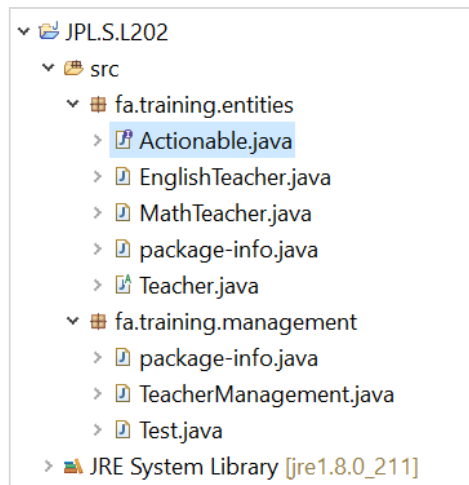 JPL.S.L202
src
fa.training.entities
Actionable.java
EnglishTeacher.java
MathTeacher.java
package-info.java
Teacher.java
fa.training.management
package-info.java
TeacherManagement.java
Test.java
JRE System Library [jre1.8.0_211]